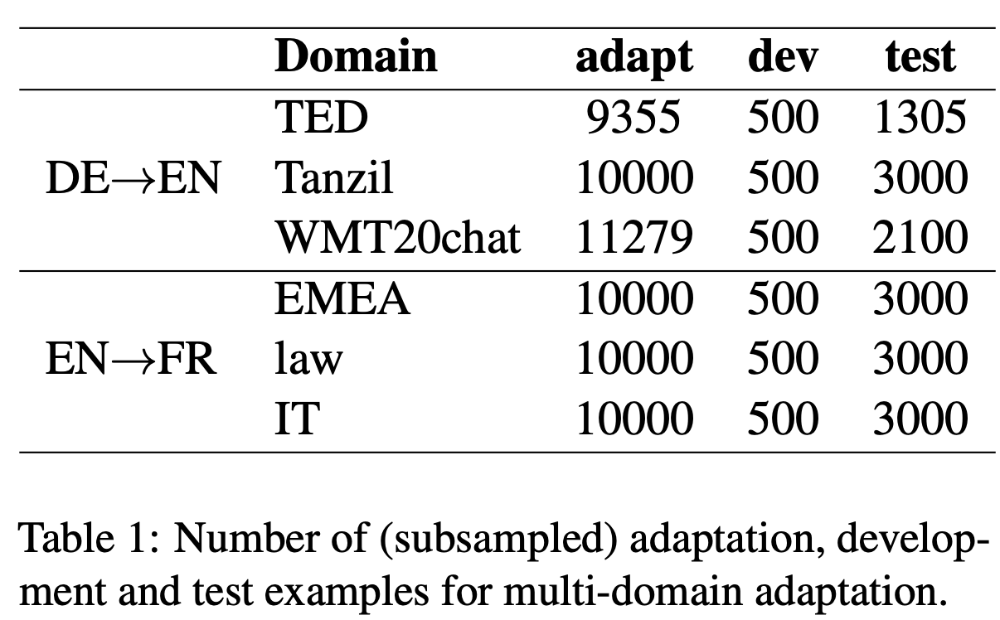 Domain adapt dev test
TED 9355 500 1305
DE→EN Tanzil 10000 500 3000
WMT20chat 11279 500 2100
EMEA 10000 500 3000
EN→FR law 10000 500 3000
IT 10000 500 3000
Table 1: Number of (subsampled) adaptation, develop-
ment and test examples for multi-domain adaptation.